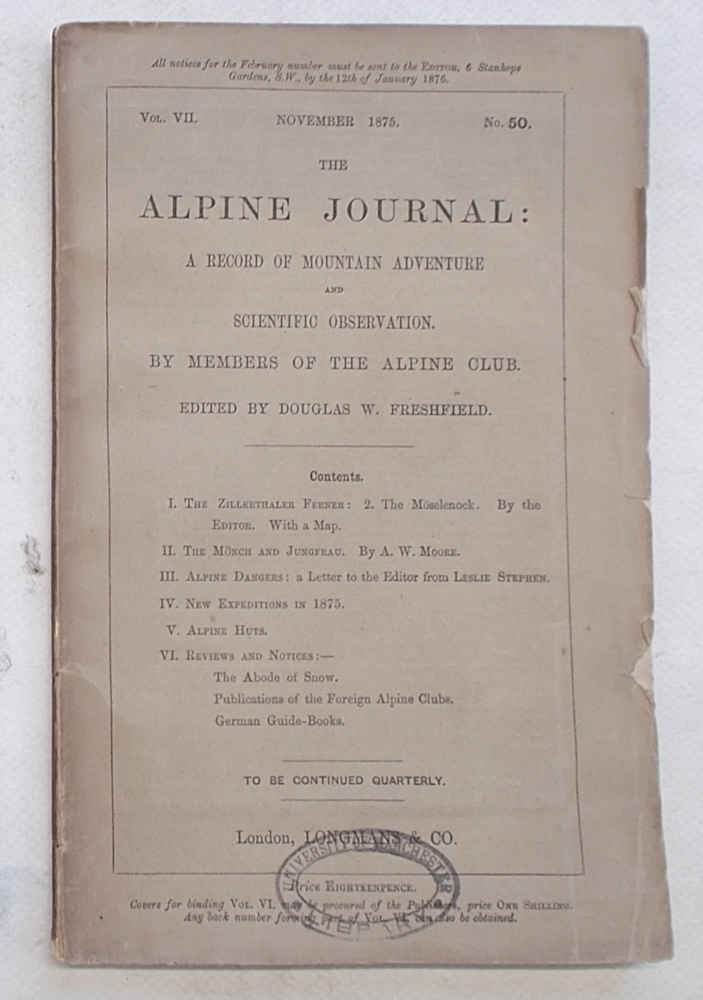 All notices for the February number must be sent to the EDITOR, 6 Stanhope
Gardens, S.W., by the 12th of January 1876.
VOL. VII. NOVEMBER 1875. No. 50.
THE
ALPINE JOURNAL:
A RECORD OF MOUNTAIN ADVENTURE
AND
SCIENTIFIC OBSERVATION.
BY MEMBERS OF THE ALPINE CLUB.
EDITED BY DOUGLAS W. FRESHFIELD.
Contents.
I. THE ZILLERTHALER FERNER: 2. The Möselenock. By the
EDITOR. With a Map.
II. THE MÖNCH AND JUNGFRAU. By A. W. MOORE.
III. ALPINE DANGERS: a Letter to the Editor from LESLIE STEPHEN.
IV. NEW EXPEDITIONS IN 1875.
V. ALPINE HUTS.
VI. REVIEWS AND NOTICES:—
The Abode of Snow.
Publications of the Foreign Alpine Clubs.
German Guide-Books.
TO BE CONTINUED QUARTERLY.
London, LONGMANS & CO.
UNIVERSITY OF MANCHESTER
Price EIGHTEENPENCE.
Covers for binding VOL. VI. may be procured of the Publishers, price ONE SHILLING.
Any back number forming part of VOL. VI. can also be obtained.